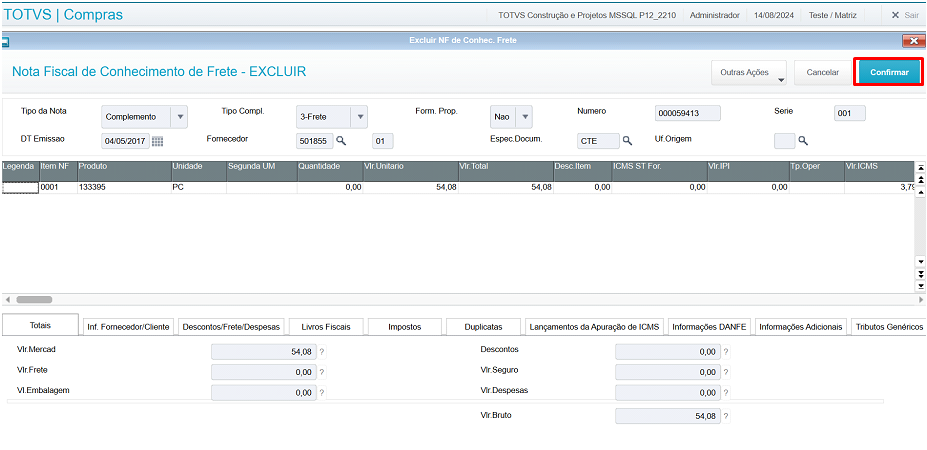 TOTVS | Compras TOTVS Construção e Projetos MSSQL P12_2210 Administrador 14/08/2024 Teste / Matriz Sair
Excluir NF de Conhec. Frete
Nota Fiscal de Conhecimento de Frete - EXCLUIR Outras Ações Cancelar Confirmar
Tipo da Nota Complemento Tipo Compl. 3-Frete Form. Prop. Nao Numero 000059413 Serie 001
DT Emissao 04/05/2017 Fornecedor 501855 01 Espec.Docum. CTE Uf.Origem
Legenda Item NF Produto Unidade Segunda UM Quantidade Vlr.Unitario Vlr.Total Desc.Item ICMS ST For. Vlr.IPI Tp.Oper Vlr.ICMS
0001 133395 PC 0,00 54,08 54,08 0,00 0,00 0,00 3,79
Totais Inf. Fornecedor/Cliente Descontos/Frete/Despesas Livros Fiscais Impostos Duplicatas Lançamentos da Apuração de ICMS Informações DANFE Informações Adicionais Tributos Genéricos
Vlr.Mercad 54,08 ? Descontos 0,00 ?
Vlr.Frete 0,00 ? Vlr.Seguro 0,00 ?
Vl.Embalagem 0,00 ? Vlr.Despesas 0,00 ?
Vlr.Bruto 54,08 ?